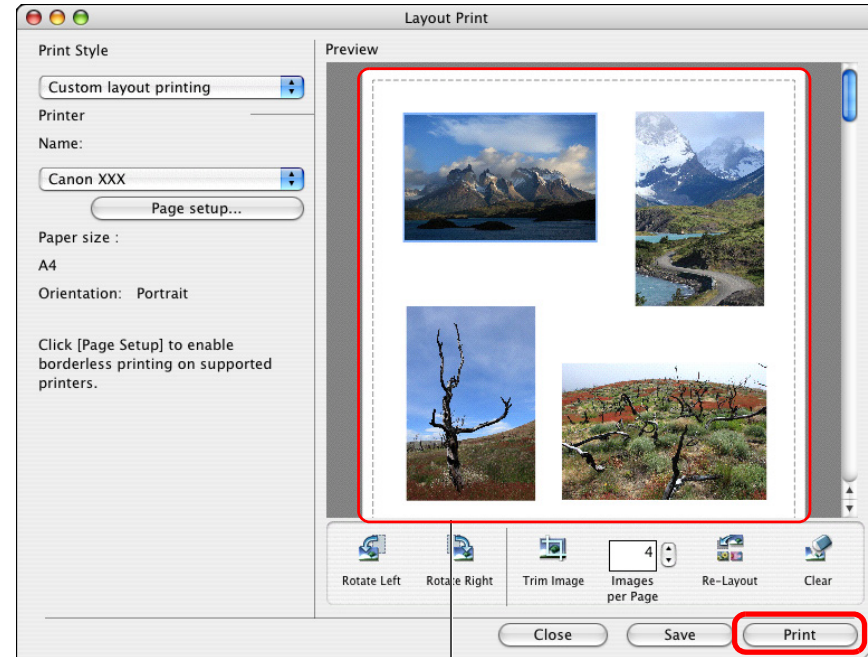 Layout Print
Print Style
Custom layout printing
Printer
Name:
Canon XXX
Page setup...
Paper size :
A4
Orientation: Portrait
Click [Page Setup] to enable
borderless printing on supported
printers.
Preview
Rotate Left
Rotate Right
Trim Image
4
Images
per Page
Re-Layout
Clear
Close
Save
Print